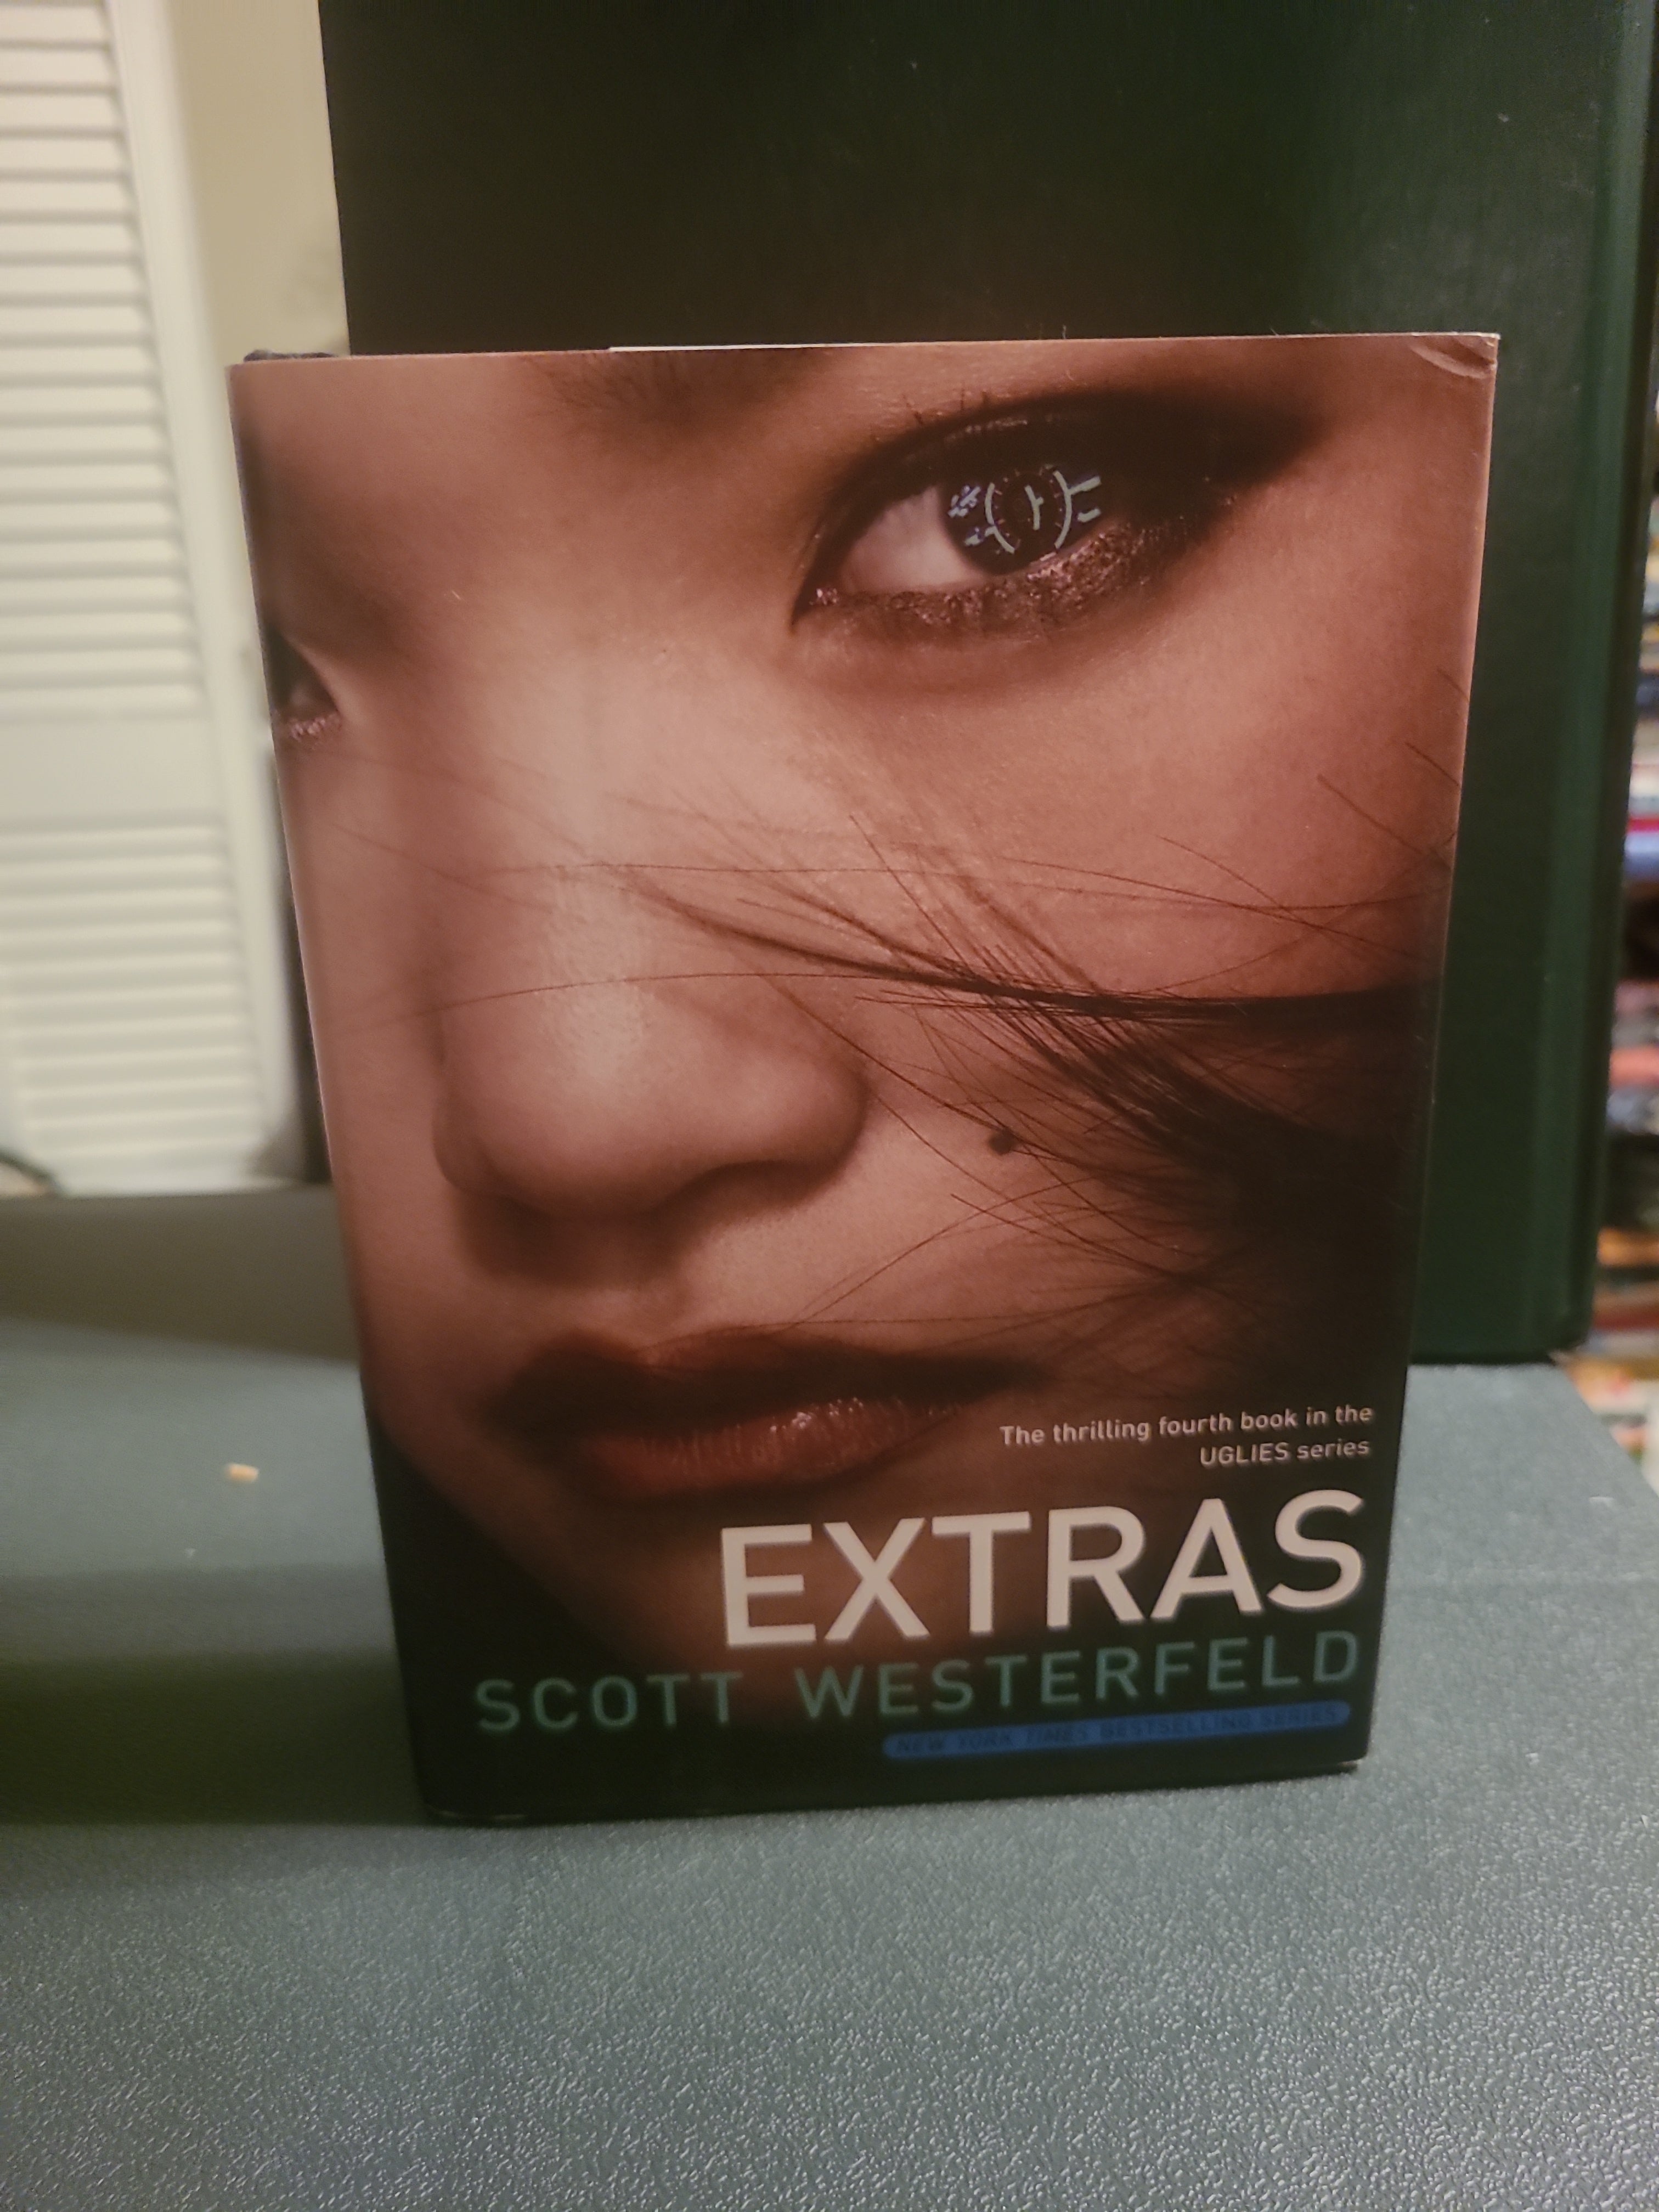 The thrilling fourth book in the
UGLIES series
EXTRAS
SCOTT WESTERFELD
NEW YORK TIMES BESTSELLING SERIES